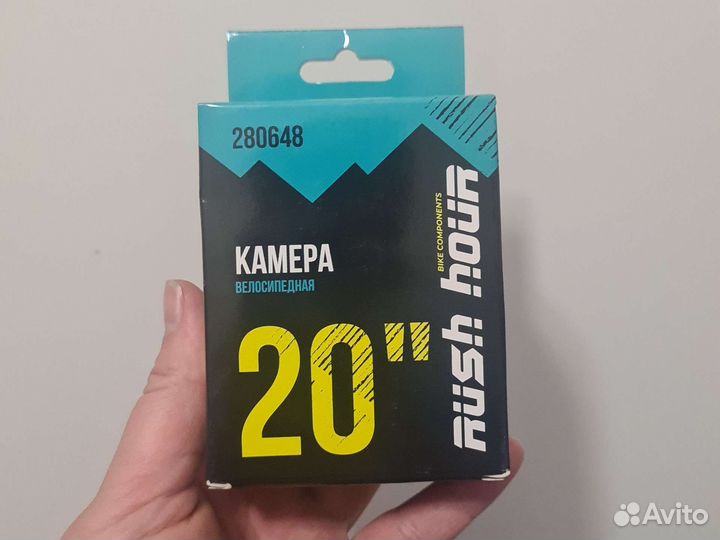 280648
КАМЕРА
ВЕЛОСИПЕДНАЯ
20"
RUSH HOUR
BIKE COMPONENTS
Avito